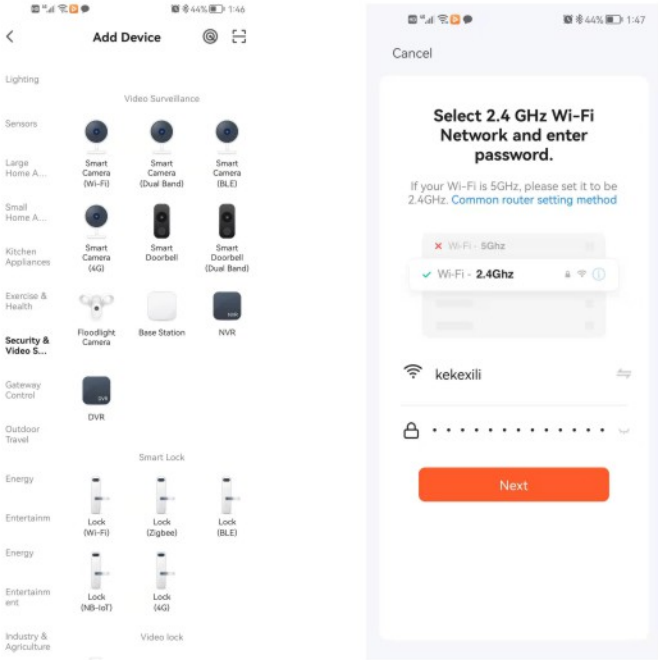 44% 1:46
Add Device
Lighting
Sensors
Large
Home A...
Small
Home A...
Kitchen
Appliances
Exercise &
Health
Security &
Video S...
Gateway
Control
Outdoor
Travel
Energy
Entertainm
Energy
Entertainm
ent
Industry &
Agriculture
Video Surveillance
Smart
Camera
(Wi-Fi)
Smart
Camera
(Dual Band)
Smart
Camera
(BLE)
Smart
Camera
(4G)
Smart
Doorbell
Smart
Doorbell
(Dual Band)
Floodlight
Camera
Base Station
NVR
NVR
DVR
DVR
Smart Lock
Lock
(Wi-Fi)
Lock
(Zigbee)
Lock
(BLE)
Lock
(NB-IoT)
Lock
(4G)
Video lock
44% 1:47
Cancel
Select 2.4 GHz Wi-Fi
Network and enter
password.
If your Wi-Fi is 5GHz, please set it to be
2.4GHz. Common router setting method
Wi-Fi - 5Ghz
Wi-Fi - 2.4Ghz
kekexili
Next